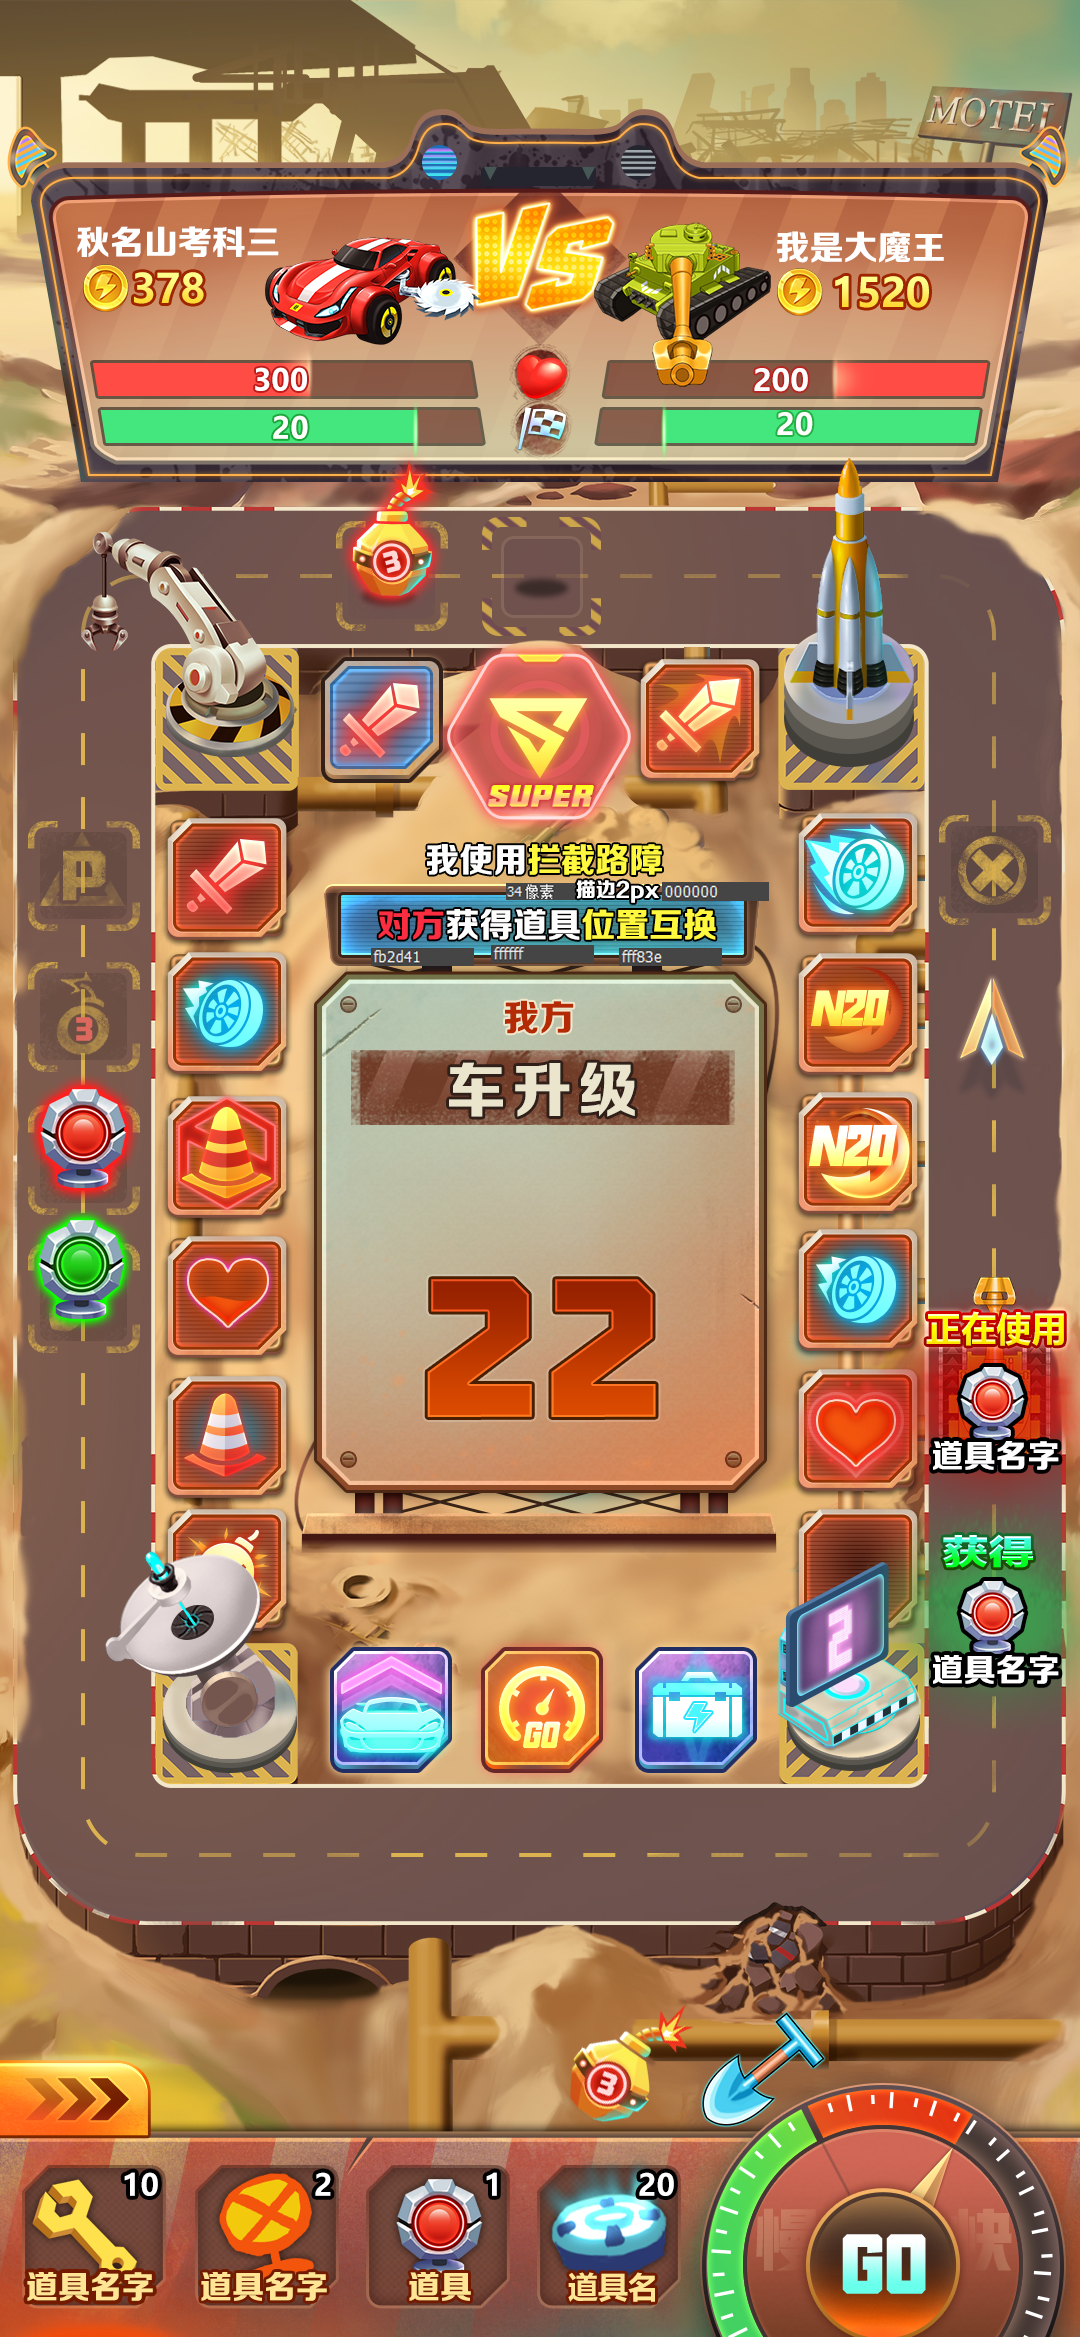 MOTEL
秋名山考科三
378
VS
我是大魔王
1520
300
200
20
20
3
SUPER
P
3
我使用拦截路障
34 像素
描边2px
000000
对方获得道具位置互换
fb2d41
ffffff
fff83e
我方
车升级
22
N20
N20
正在使用
道具名字
获得
道具名字
2
GO
3
10
道具名字
2
道具名字
1
道具
20
道具名
慢
快
GO